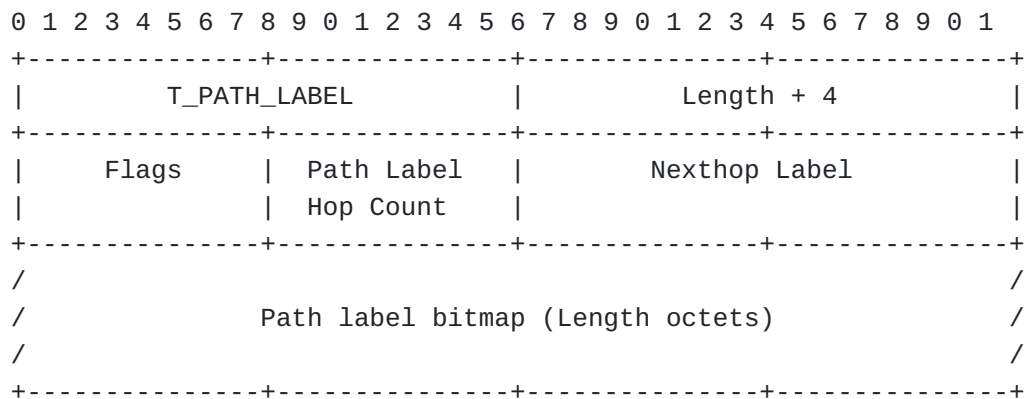 0 1 2 3 4 5 6 7 8 9 0 1 2 3 4 5 6 7 8 9 0 1 2 3 4 5 6 7 8 9 0 1
+---------------+---------------+---------------+---------------+
|         T_PATH_LABEL          |          Length + 4           |
+---------------+---------------+---------------+---------------+
|     Flags     |  Path Label   |        Nexthop Label          |
|               |  Hop Count    |                               |
+---------------+---------------+---------------+---------------+
/                                                               /
/               Path label bitmap (Length octets)               /
/                                                               /
+---------------+---------------+---------------+---------------+